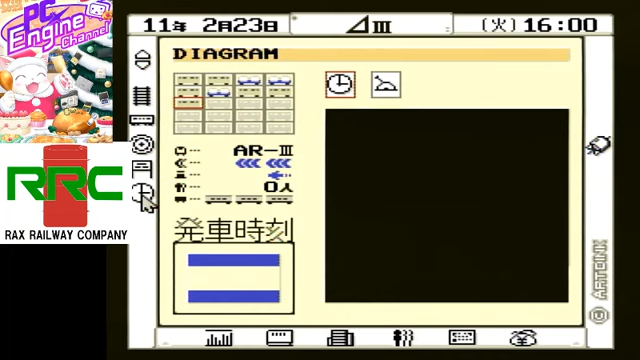 PC Engine Channel
11年 2月23日
AⅢ
(火)16:00
DIAGRAM
AR-Ⅲ
0人
発車時刻
RRC
RAX RAILWAY COMPANY
ARTDINK